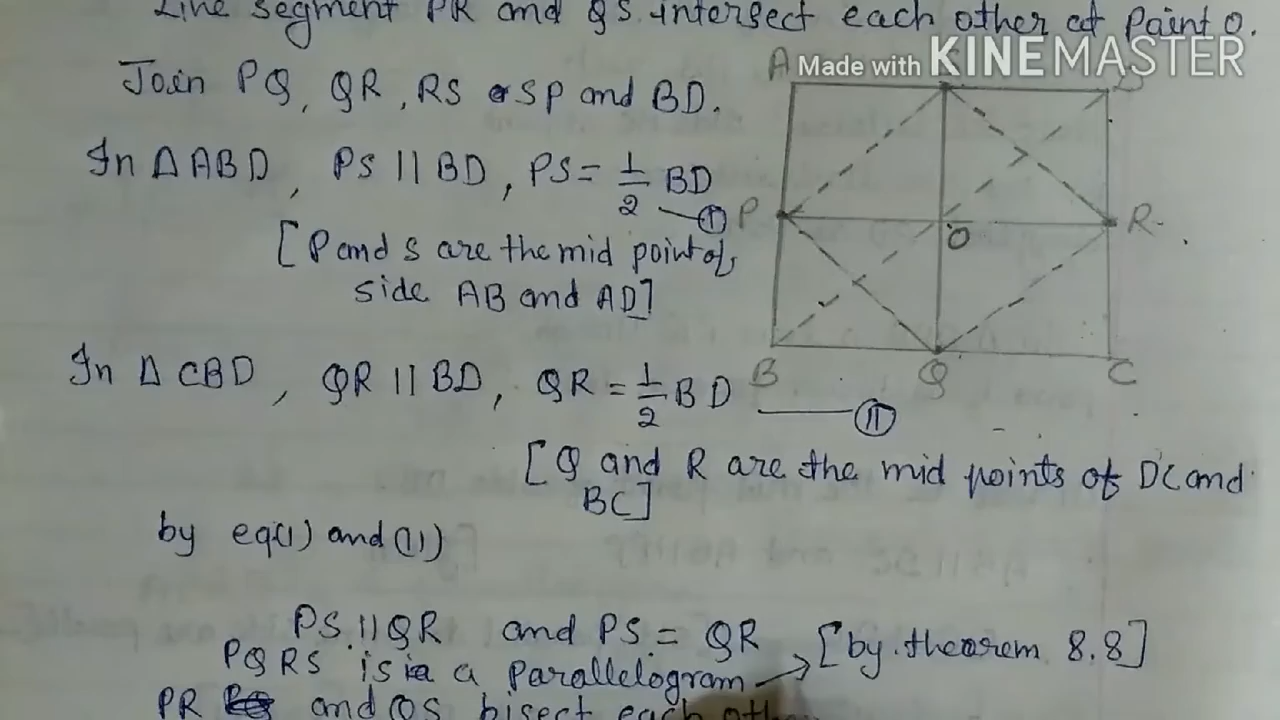 Line segment PR and QS intersect each other at Point O.
Made with KINEMASTER
A
Join PQ, QR, RS SP and BD.
In △ABD, PS || BD, PS = 1/2 BD —(I)
P
R
O
[P and S are the mid point of
side AB and AD]
In △ CBD, QR || BD, QR = 1/2 BD —(II)
B
Q
C
[Q and R are the mid points of DC and
BC]
by eq(1) and (11)
PS || QR and PS = QR [by theorem 8.8]
PQRS is a Parallelogram
PR and QS bisect each other